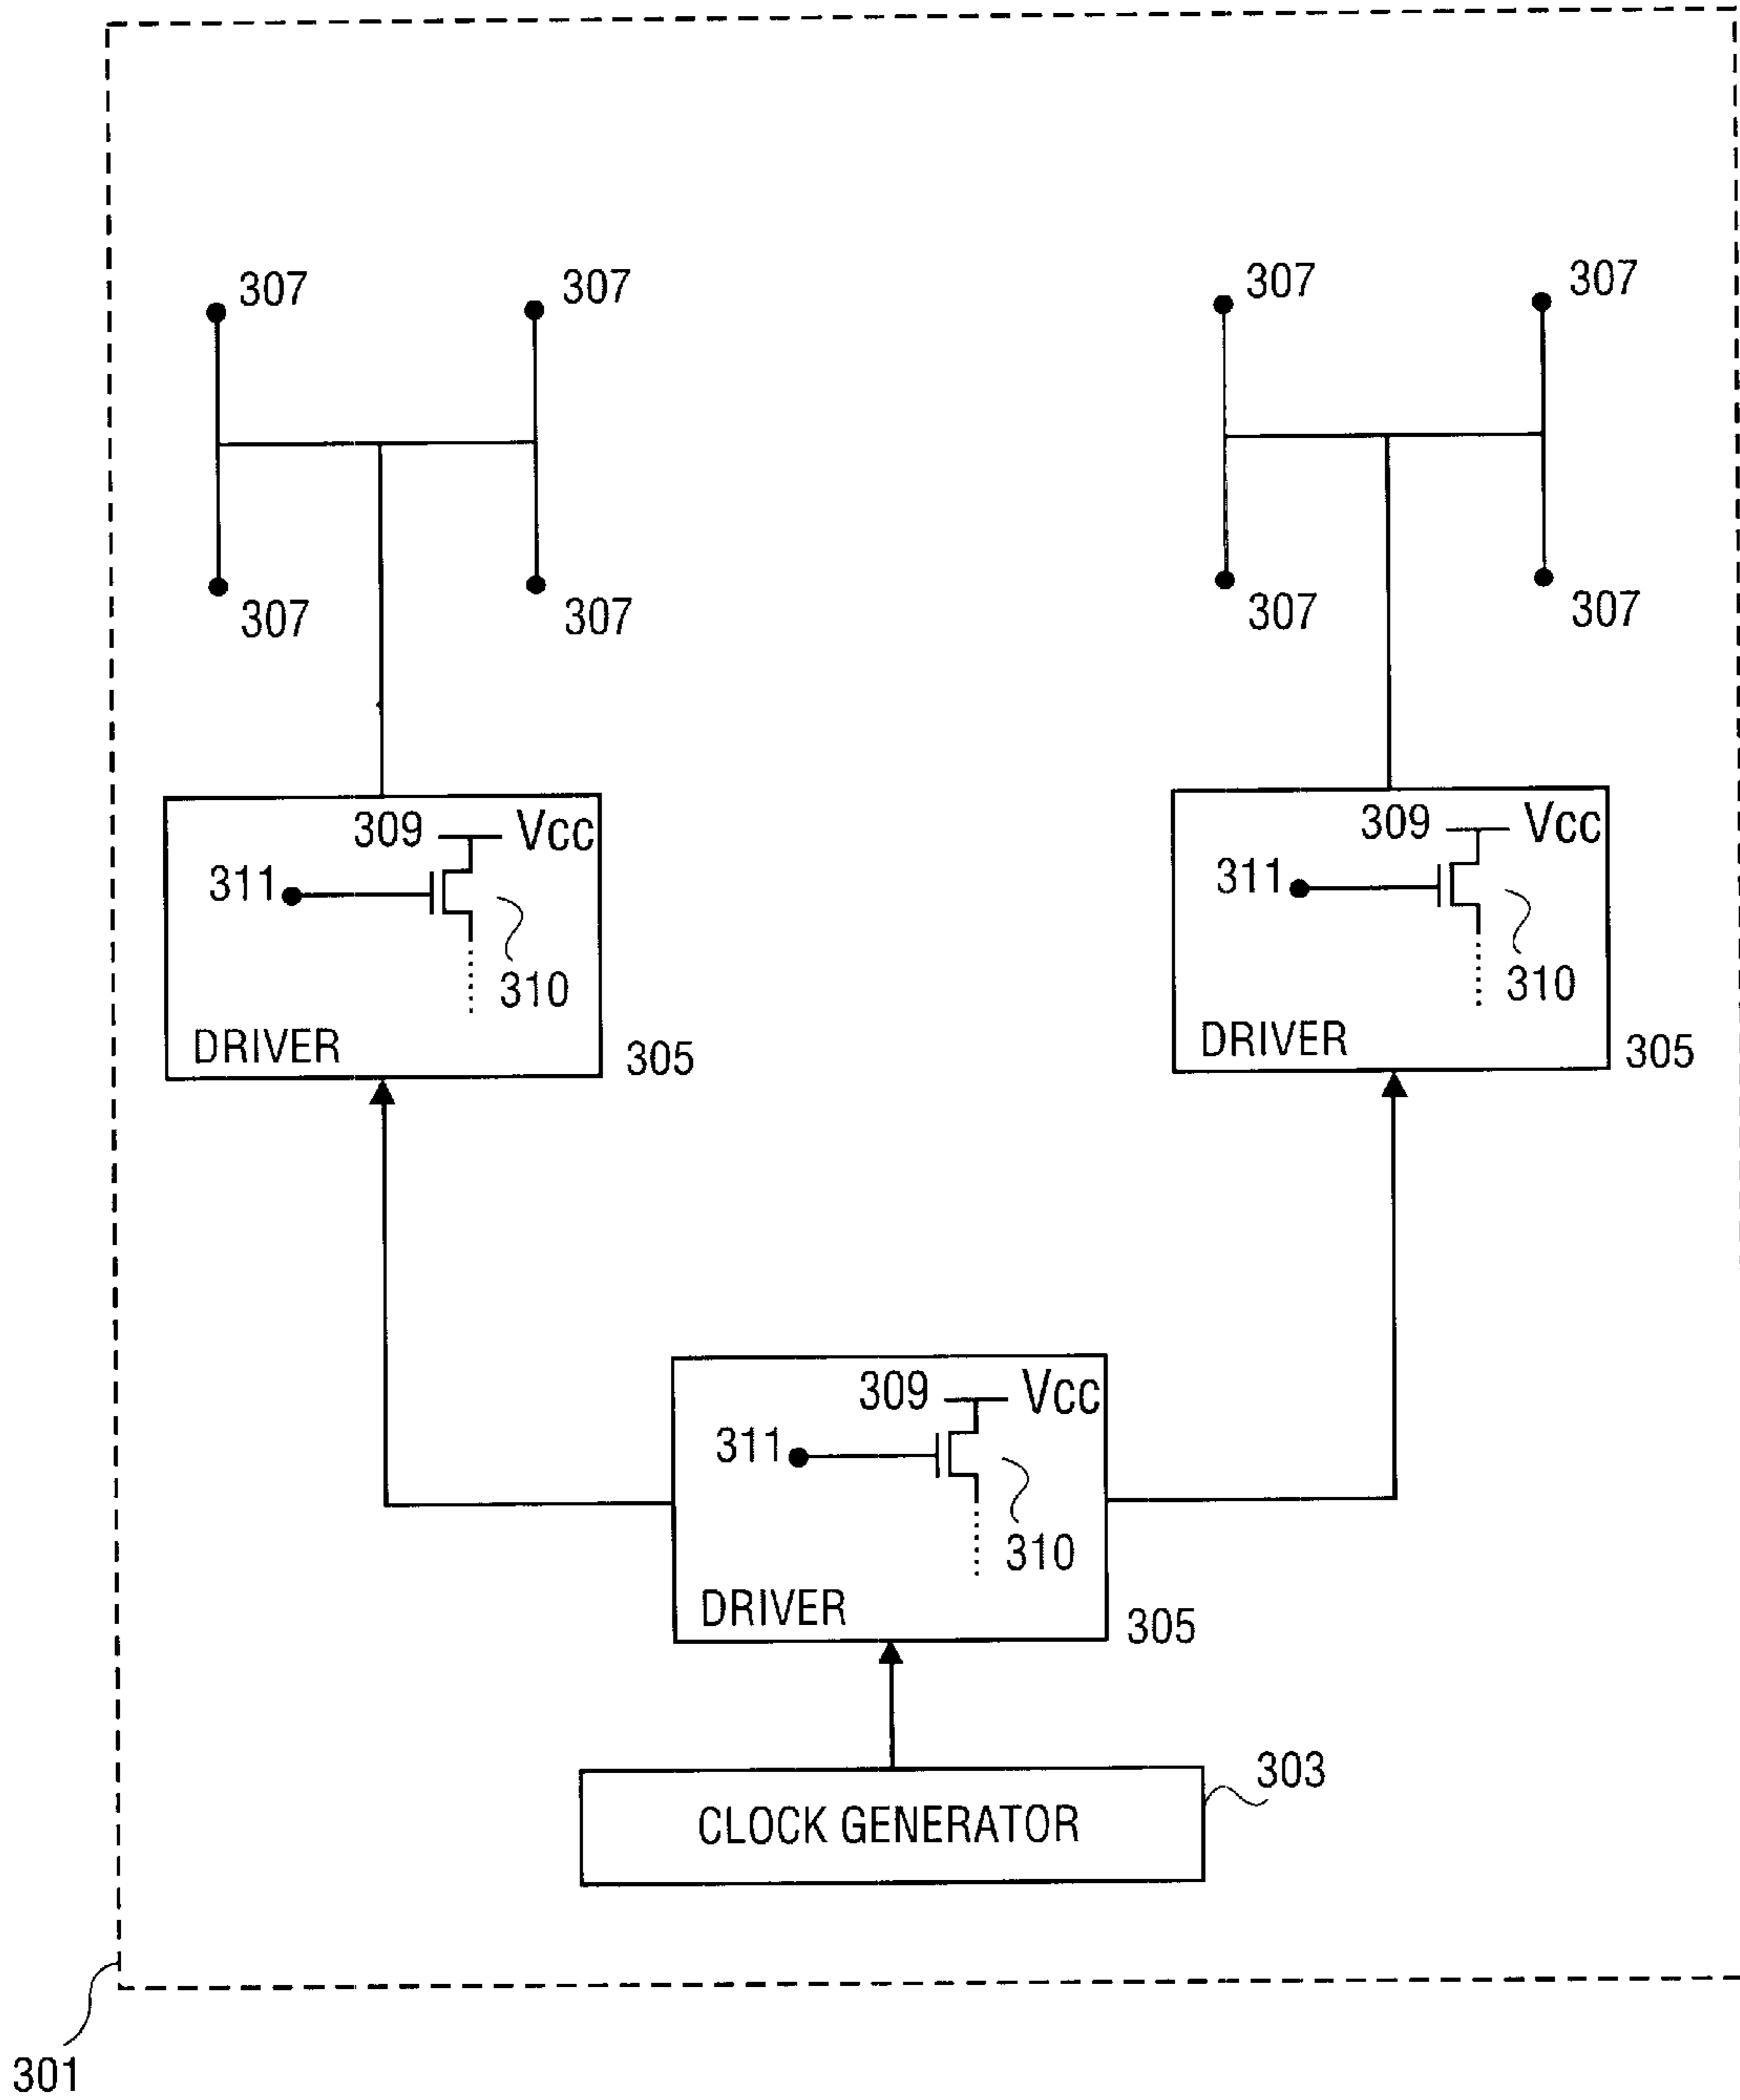 307 307 307 307
307 307 307 307
309 Vcc 309 Vcc
311 311
310 310
DRIVER 305 DRIVER 305
309 Vcc
311
310
DRIVER 305
303
CLOCK GENERATOR
301